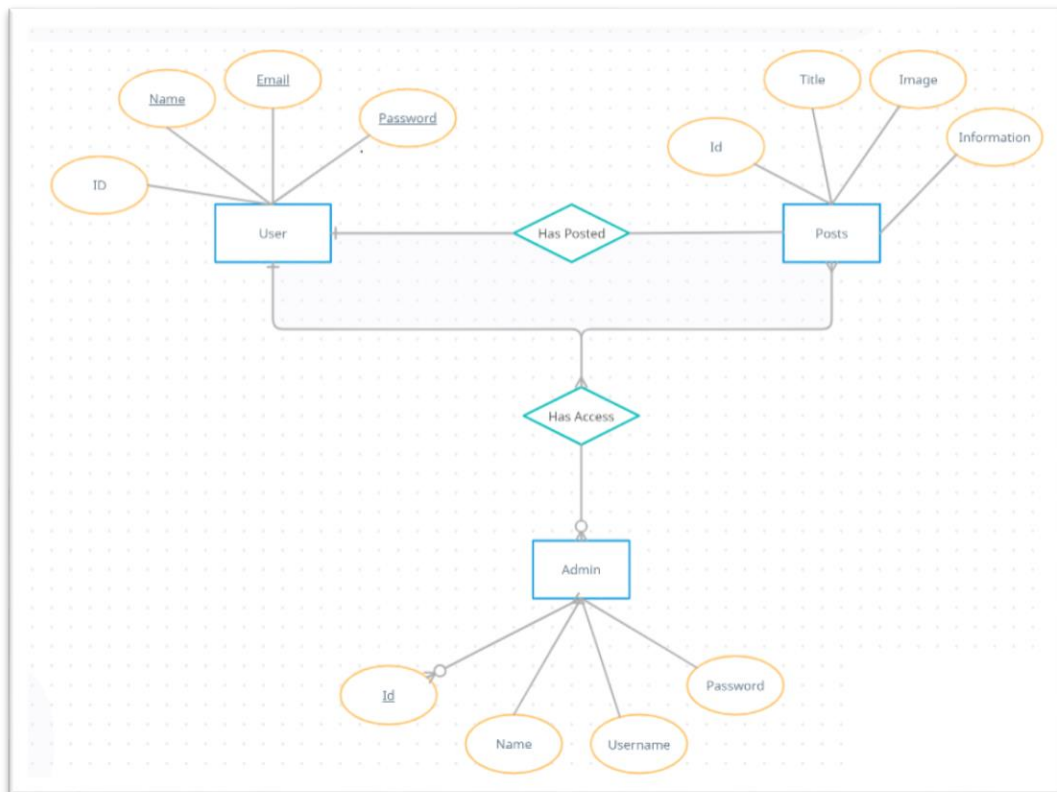 Email
Title
Image
Name
Password
Information
Id
ID
User
Has Posted
Posts
Has Access
Admin
Password
Id
Name
Username